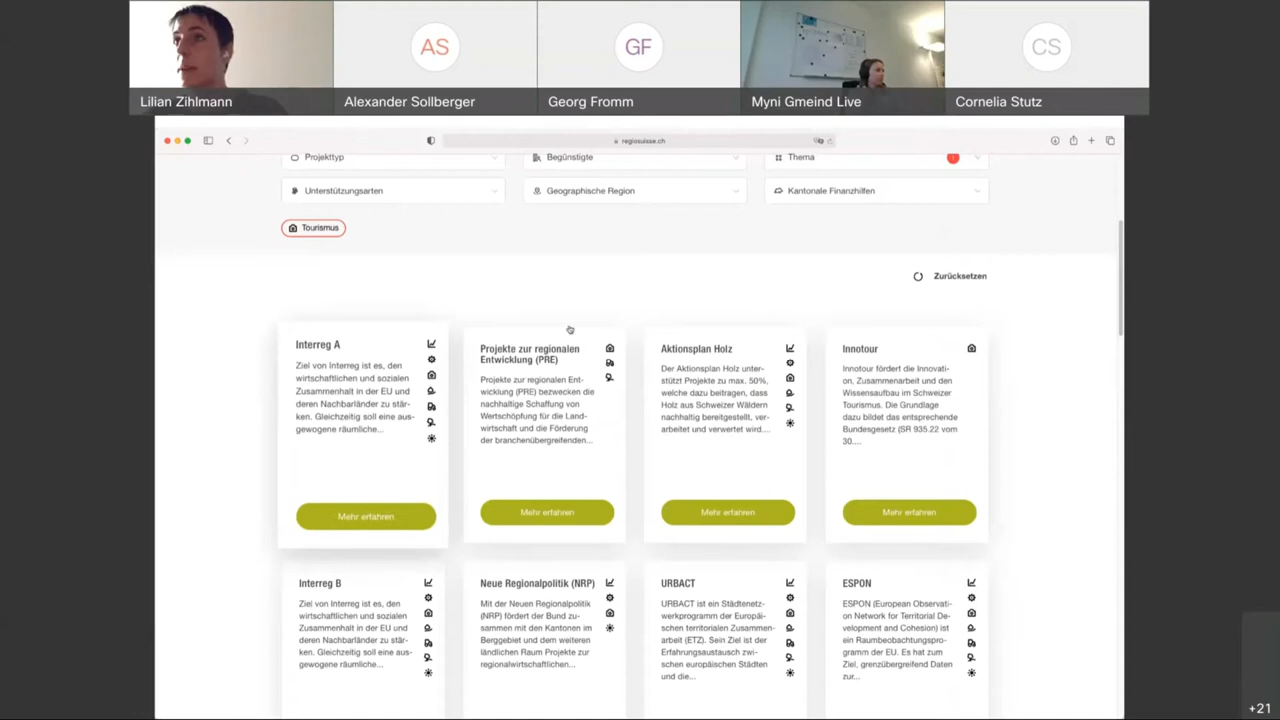 AS
GF
CS
Lilian Zihlmann
Alexander Sollberger
Georg Fromm
Myni Gmeind Live
Cornelia Stutz
regiosuisse.ch
Projekttyp
Begünstigte
Thema
Unterstützungsarten
Geographische Region
Kantonale Finanzhilfen
Tourismus
Zurücksetzen
Interreg A
Ziel von Interreg ist es, den
wirtschaftlichen und sozialen
Zusammenhalt in der EU und
deren Nachbarländer zu stär-
ken. Gleichzeitig soll eine aus-
gewogene räumliche...
Mehr erfahren
Projekte zur regionalen
Entwicklung (PRE)
Projekte zur regionalen Ent-
wicklung (PRE) bezwecken die
nachhaltige Schaffung von
Wertschöpfung für die Land-
wirtschaft und die Förderung
der branchenübergreifenden...
Mehr erfahren
Aktionsplan Holz
Der Aktionsplan Holz unter-
stützt Projekte zu max. 50%,
welche dazu beitragen, dass
Holz aus Schweizer Wäldern
nachhaltig bereitgestellt, ver-
arbeitet und verwertet wird....
Mehr erfahren
Innotour
Innotour fördert die Innovati-
on, Zusammenarbeit und den
Wissensaufbau im Schweizer
Tourismus. Die Grundlage
dazu bildet das entsprechende
Bundesgesetz (SR 935.22 vom
30....
Mehr erfahren
Interreg B
Ziel von Interreg ist es, den
wirtschaftlichen und sozialen
Zusammenhalt in der EU und
deren Nachbarländer zu stär-
ken. Gleichzeitig soll eine aus-
gewogene räumliche...
Neue Regionalpolitik (NRP)
Mit der Neuen Regionalpolitik
(NRP) fördert der Bund zu-
sammen mit den Kantonen im
Berggebiet und dem weiteren
ländlichen Raum Projekte zur
regionalwirtschaftlichen...
URBACT
URBACT ist ein Städtenetz-
werkprogramm der Europäi-
schen territorialen Zusammen-
arbeit (ETZ). Sein Ziel ist der
Erfahrungsaustausch zwi-
schen europäischen Städten
und die...
ESPON
ESPON (European Observati-
on Network for Territorial De-
velopment and Cohesion) ist
ein Raumbeobachtungspro-
gramm der EU. Es hat zum
Ziel, grenzübergreifend Daten
zur...
+21